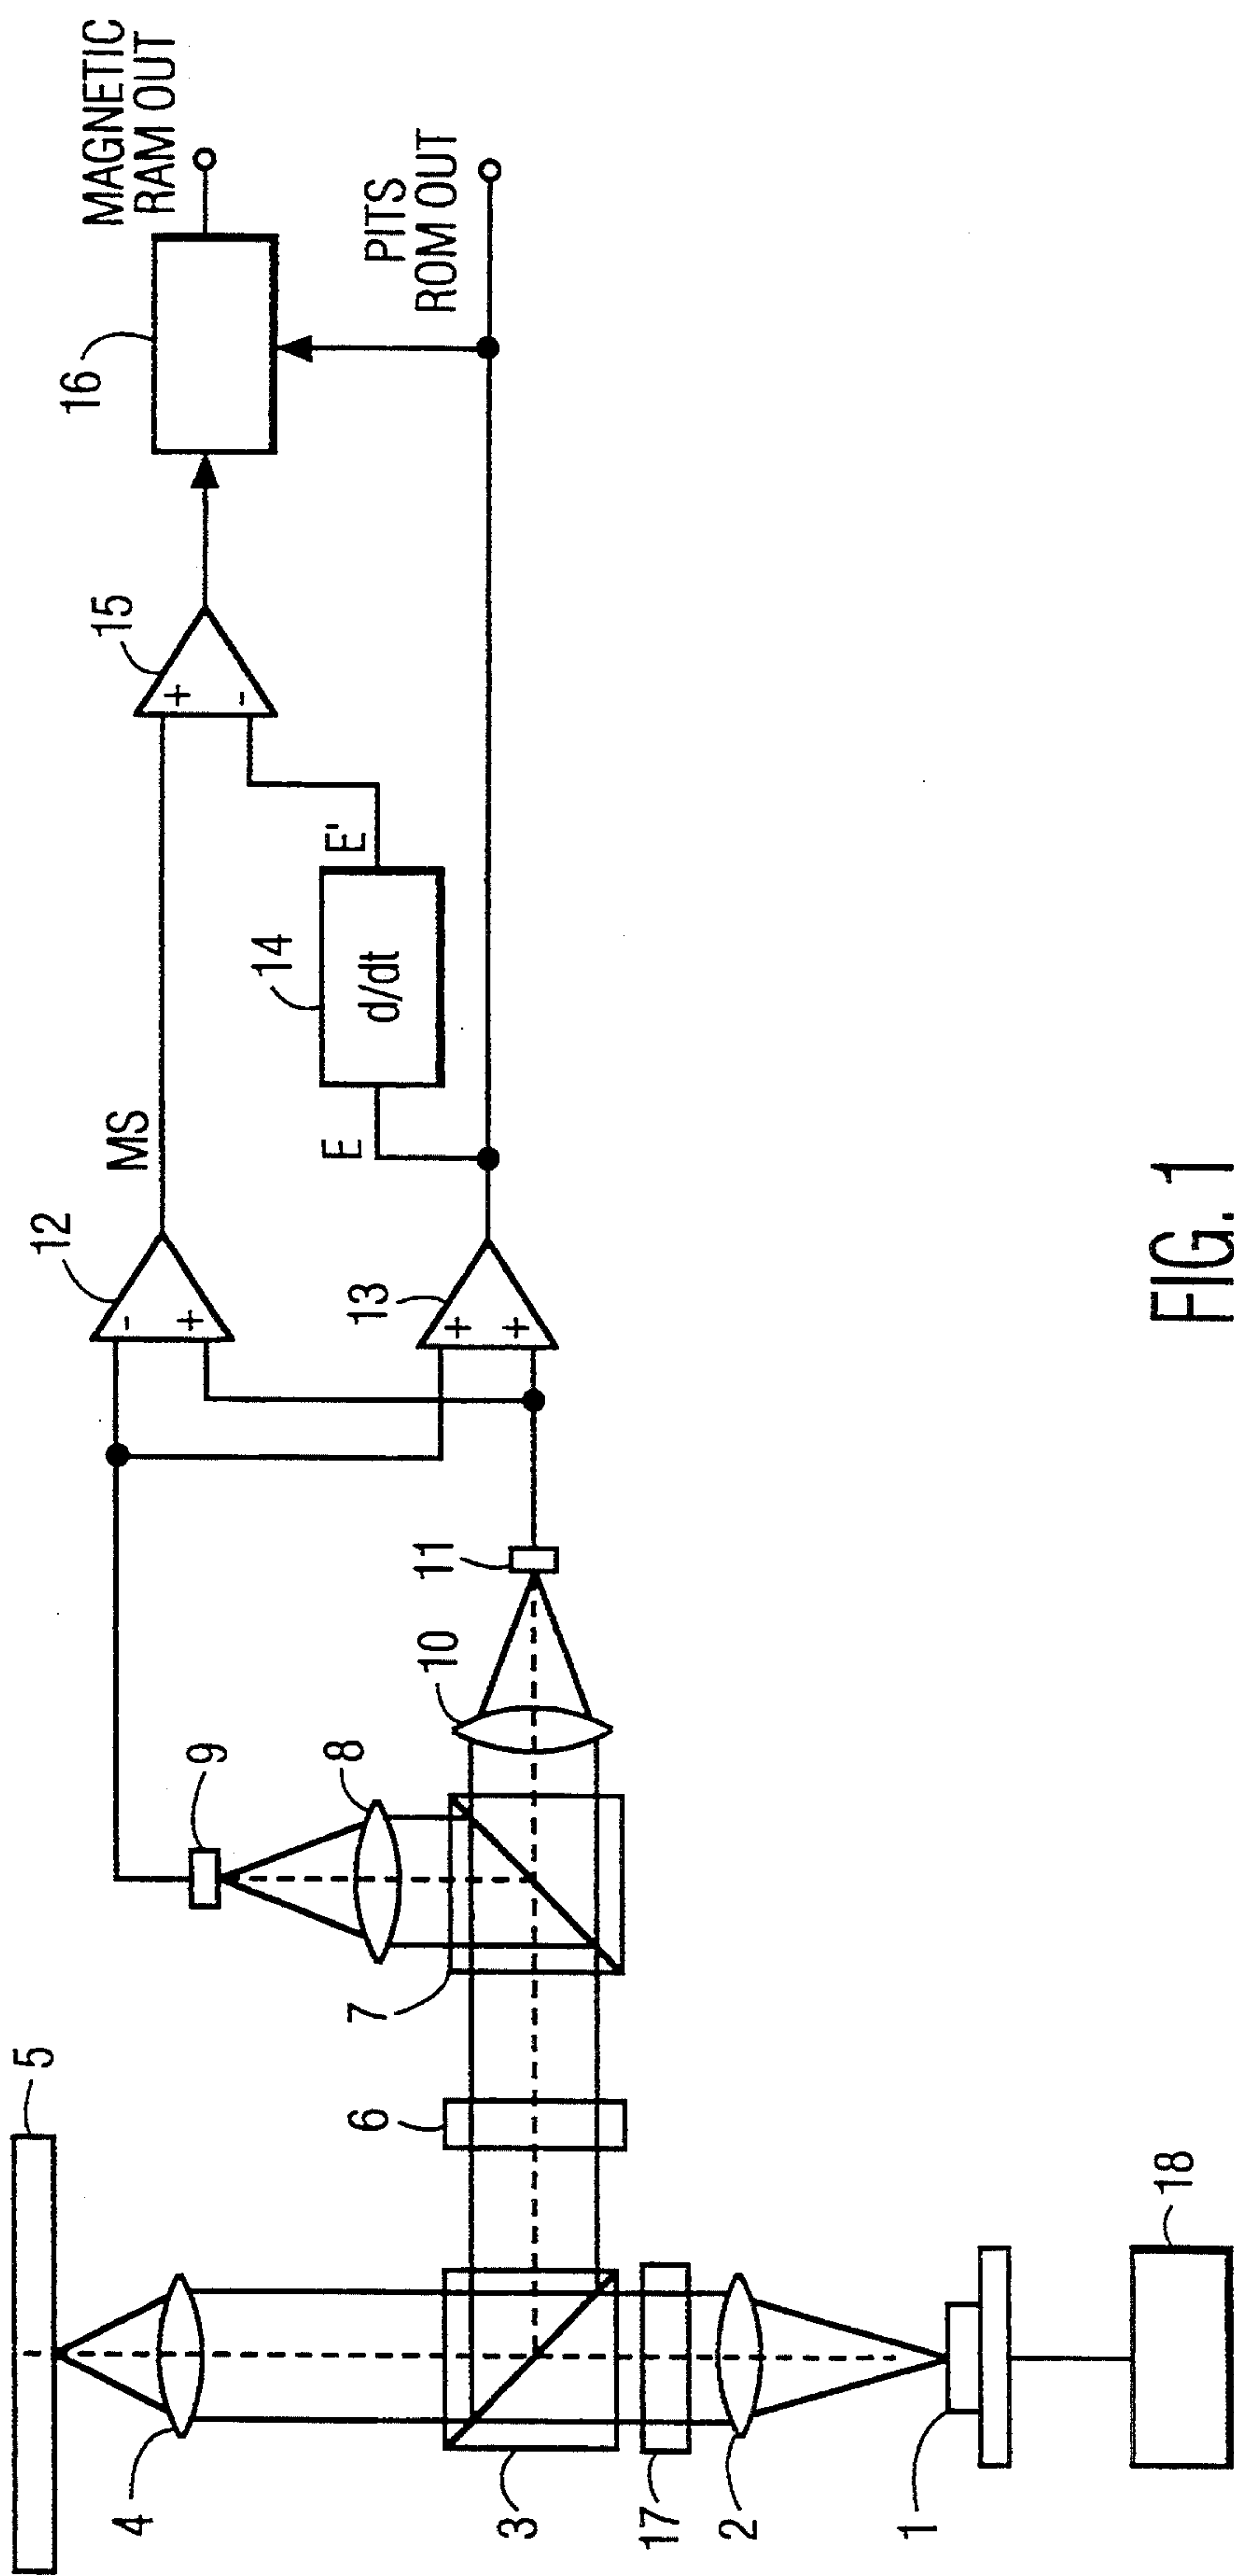 5
4
3
17
2
1
18
6
7
8
9
10
11
12
-
+
13
+
+
MS
E
14
d/dt
E'
15
+
-
16
MAGNETIC
RAM OUT
PITS
ROM OUT
FIG. 1